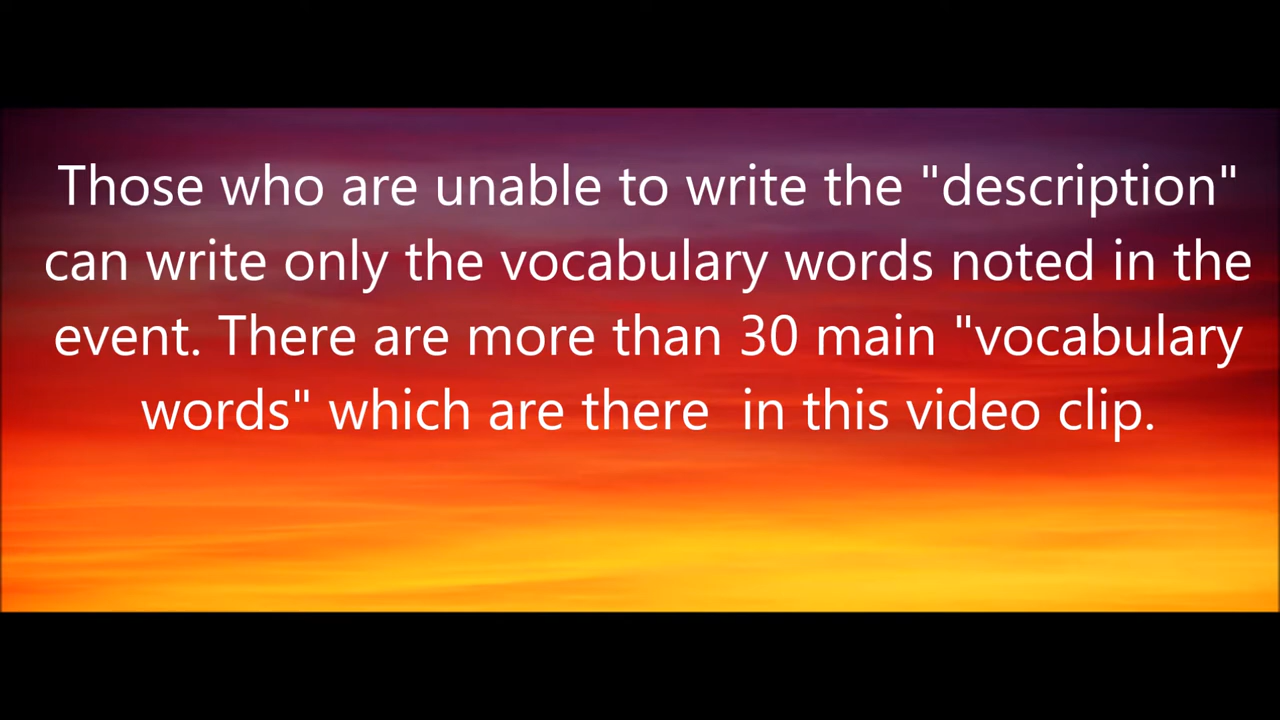 Those who are unable to write the "description"
can write only the vocabulary words noted in the
event. There are more than 30 main "vocabulary
words" which are there  in this video clip.